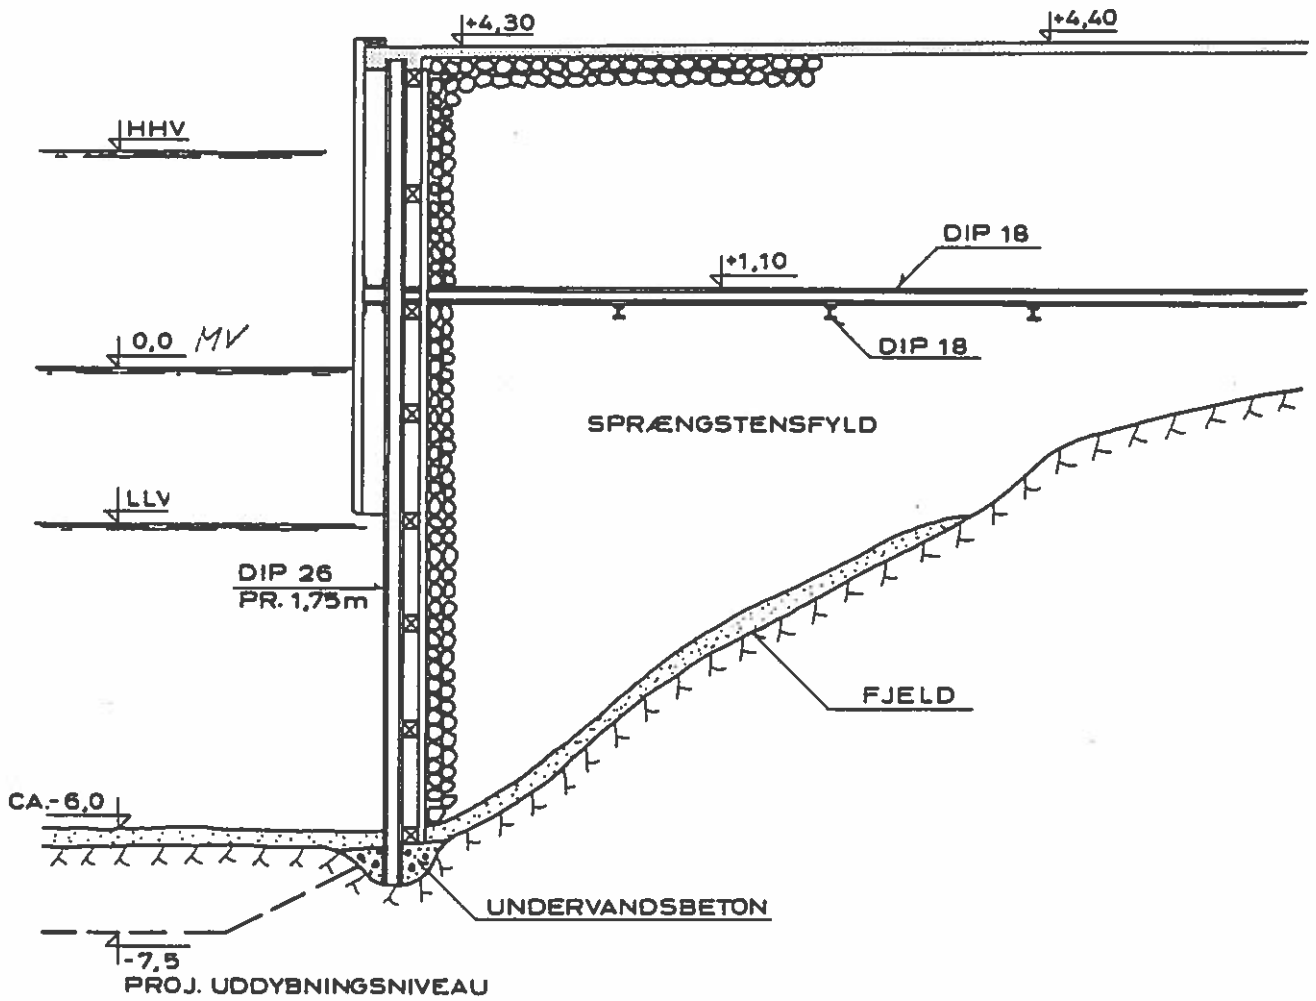 +4,30
+4,40
HHV
DIP 18
+1,10
0,0 MV
DIP 18
SPRÆNGSTENSFYLD
LLV
DIP 26
PR. 1,75m
FJELD
CA.-6,0
UNDERVANDSBETON
-7,5
PROJ. UDDYBNINGSNIVEAU